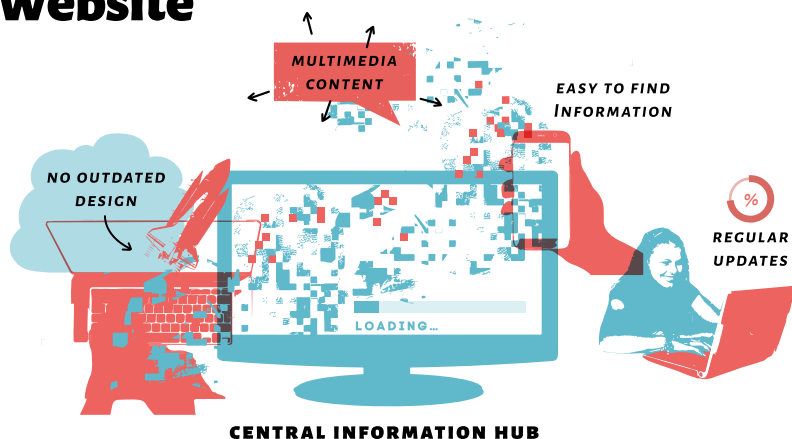 Website
MULTIMEDIA
CONTENT
EASY TO FIND
INFORMATION
NO OUTDATED
DESIGN
%
REGULAR
UPDATES
LOADING...
CENTRAL INFORMATION HUB